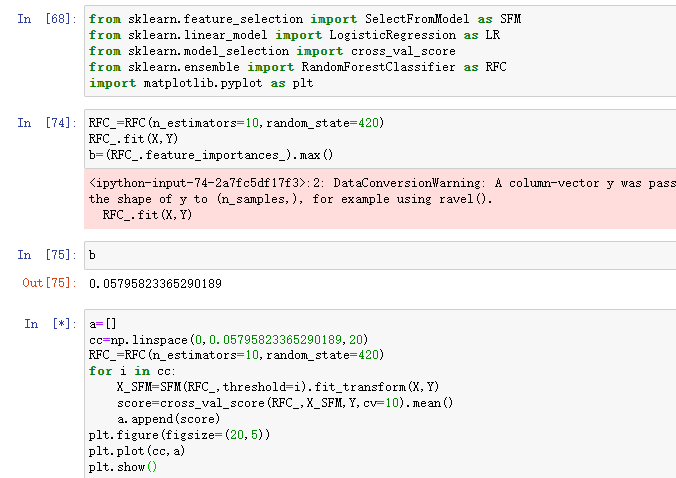 In [68]: from sklearn.feature_selection import SelectFromModel as SFM
from sklearn.linear_model import LogisticRegression as LR
from sklearn.model_selection import cross_val_score
from sklearn.ensemble import RandomForestClassifier as RFC
import matplotlib.pyplot as plt
In [74]: RFC_=RFC(n_estimators=10,random_state=420)
RFC_.fit(X,Y)
b=(RFC_.feature_importances_).max()
<ipython-input-74-2a7fc5df17f3>:2: DataConversionWarning: A column-vector y was pass
the shape of y to (n_samples,), for example using ravel().
RFC_.fit(X,Y)
In [75]: b
Out[75]: 0.05795823365290189
In [*]: a=[]
cc=np.linspace(0,0.05795823365290189,20)
RFC_=RFC(n_estimators=10,random_state=420)
for i in cc:
X_SFM=SFM(RFC_,threshold=i).fit_transform(X,Y)
score=cross_val_score(RFC_,X_SFM,Y,cv=10).mean()
a.append(score)
plt.figure(figsize=(20,5))
plt.plot(cc,a)
plt.show()